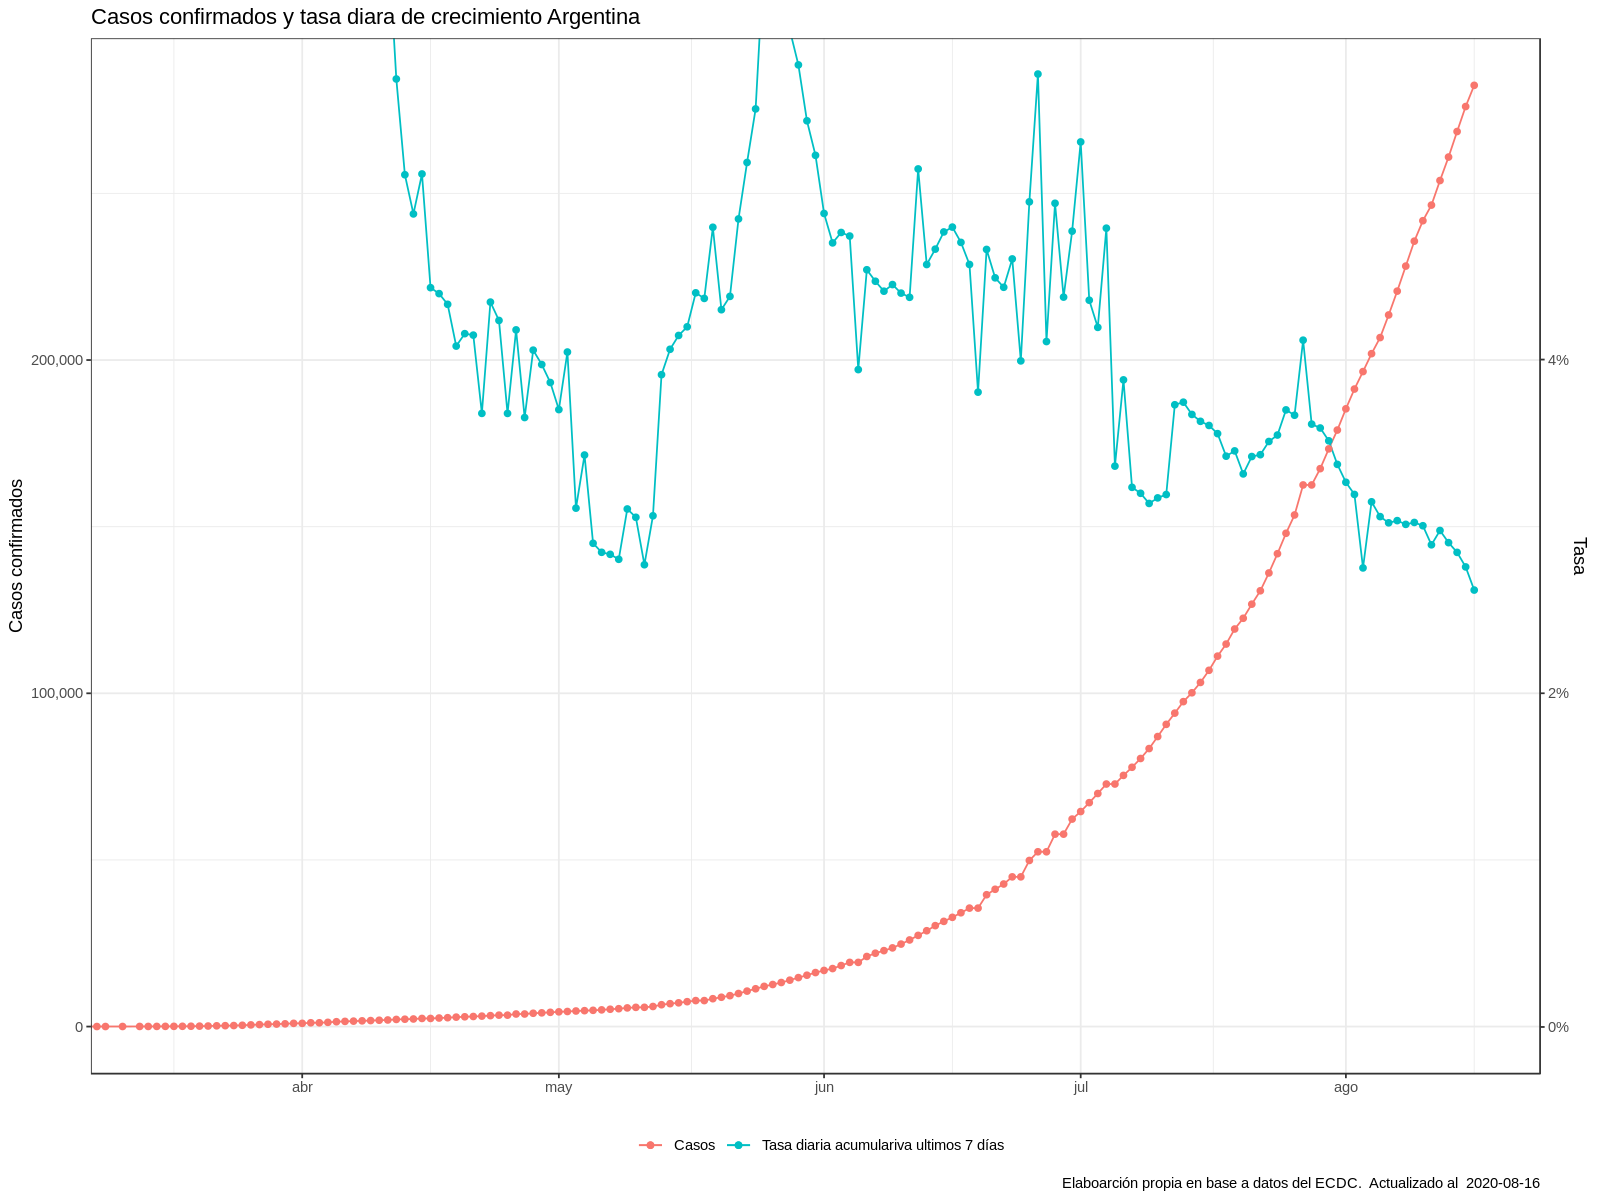 Casos confirmados y tasa diara de crecimiento Argentina
Casos confirmados
200,000
100,000
0
4%
2%
0%
Tasa
abr
may
jun
jul
ago
Casos
Tasa diaria acumulariva ultimos 7 días
Elaboarción propia en base a datos del ECDC.  Actualizado al  2020-08-16